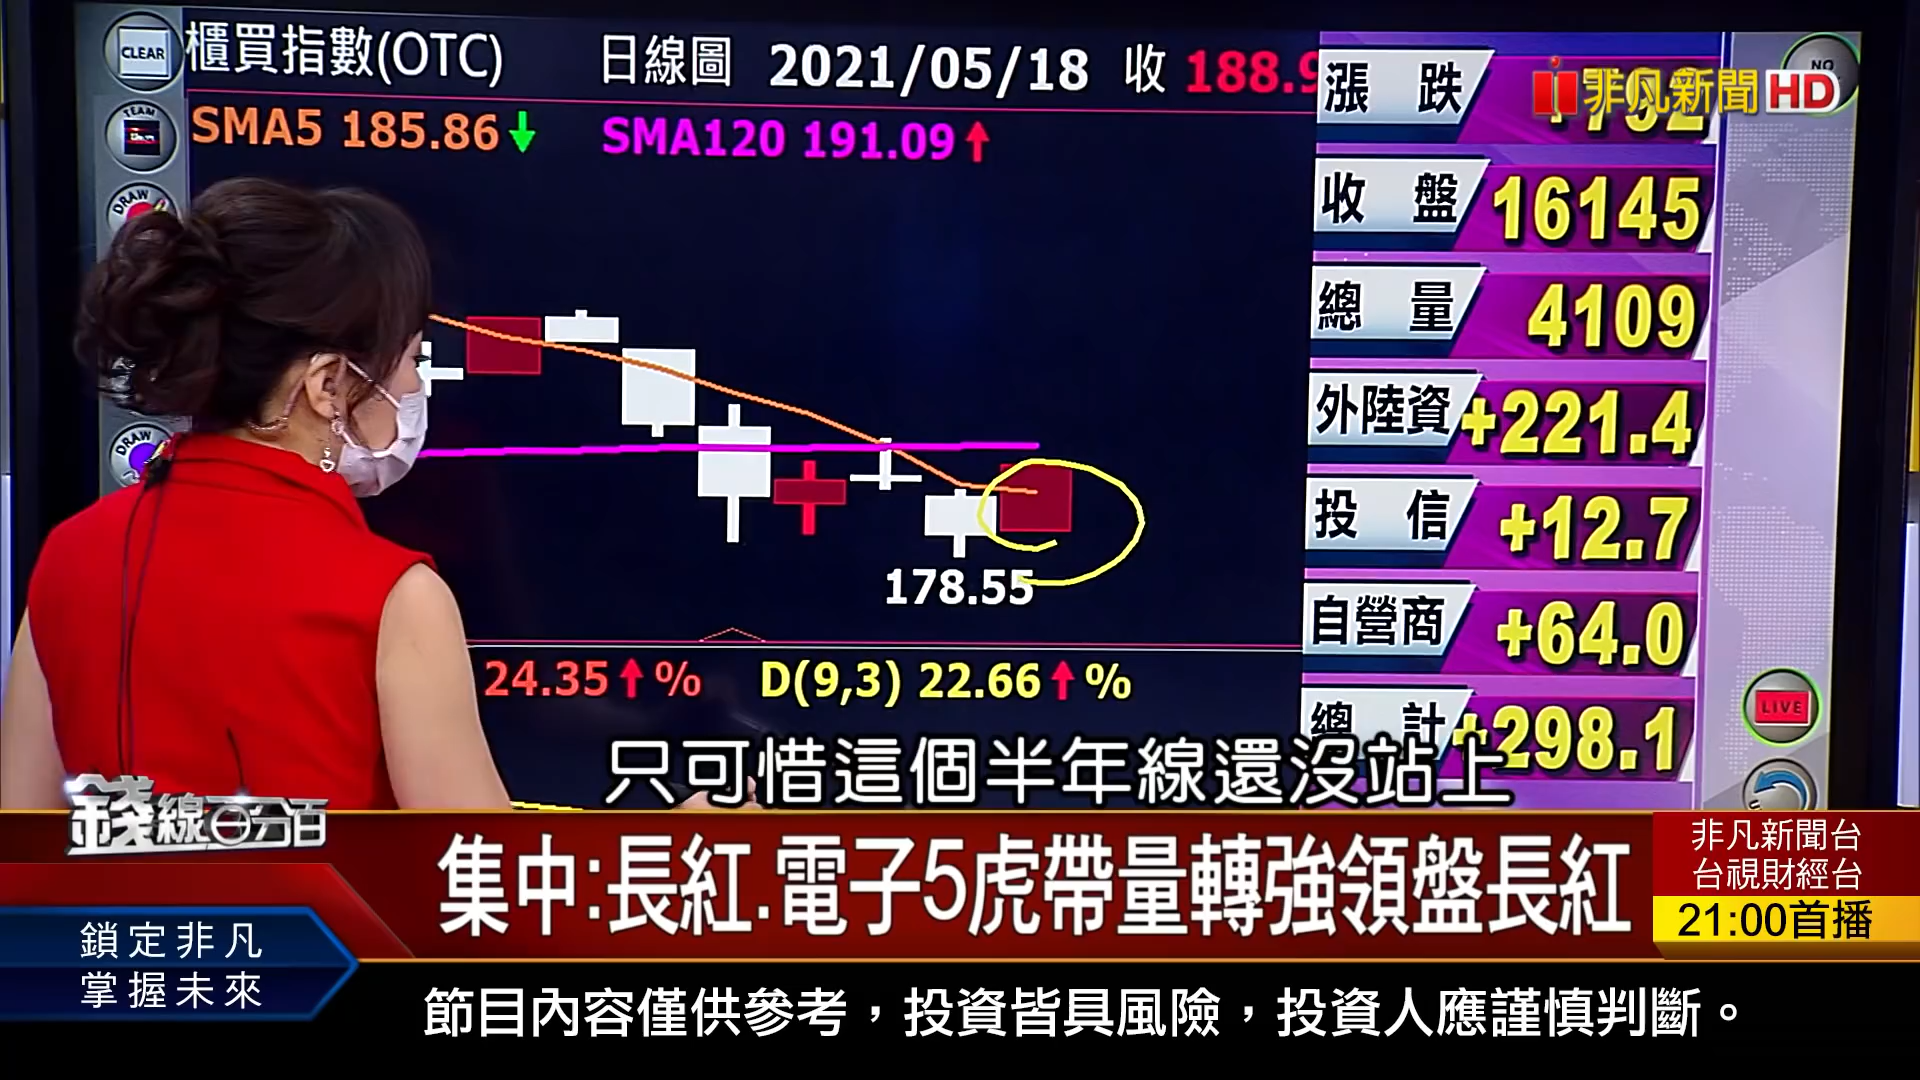 CLEAR
櫃買指數(OTC) 日線圖 2021/05/18 收 188.9
SMA5 185.86↓ SMA120 191.09↑
TEAM
DRAW
DRAW
178.55
24.35↑% D(9,3) 22.66↑%
漲 跌
非凡新聞HD
收 盤 16145
總 量 4109
外陸資 +221.4
投 信 +12.7
自營商 +64.0
總 計 +298.1
LIVE
只可惜這個半年線還沒站上
錢線百分百
集中:長紅.電子5虎帶量轉強領盤長紅
非凡新聞台
台視財經台
21:00首播
鎖定非凡
掌握未來
節目內容僅供參考，投資皆具風險，投資人應謹慎判斷。